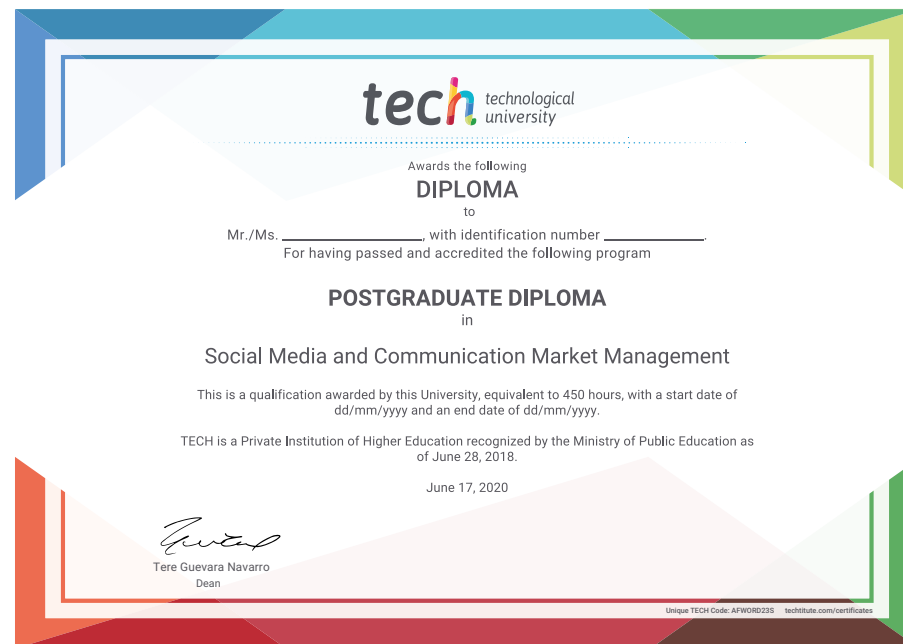 tech technological
university
Awards the following
DIPLOMA
to
Mr./Ms. ____________________, with identification number ______________.
For having passed and accredited the following program
POSTGRADUATE DIPLOMA
in
Social Media and Communication Market Management
This is a qualification awarded by this University, equivalent to 450 hours, with a start date of
dd/mm/yyyy and an end date of dd/mm/yyyy.
TECH is a Private Institution of Higher Education recognized by the Ministry of Public Education as
of June 28, 2018.
June 17, 2020
Tere Guevara Navarro
Dean
Unique TECH Code: AFWORD23S techtitute.com/certificates